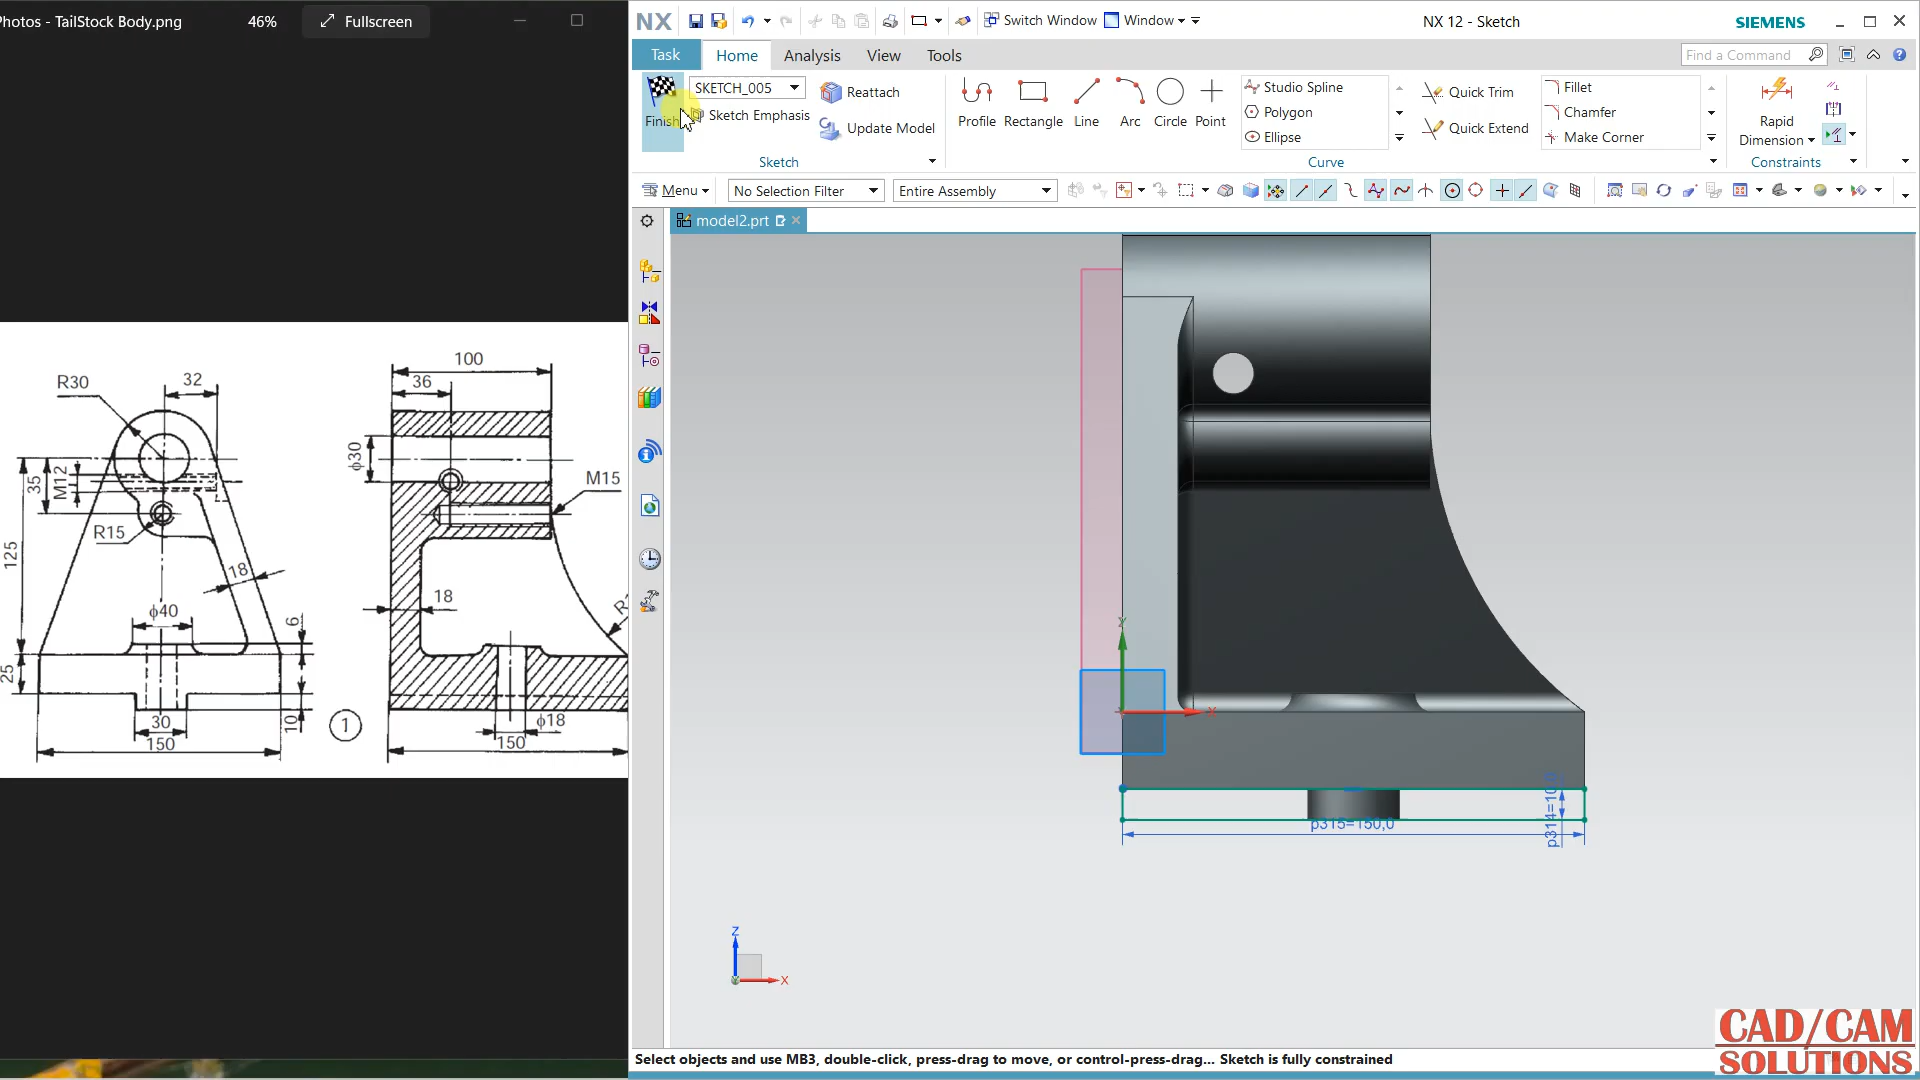 Photos - TailStock Body.png
46%
Fullscreen
NX
Switch Window
Window
NX 12 - Sketch
SIEMENS
Task
Home
Analysis
View
Tools
Find a Command
Finish
SKETCH_005
Sketch Emphasis
Reattach
Update Model
Sketch
Profile
Rectangle
Line
Arc
Circle
Point
Studio Spline
Polygon
Ellipse
Quick Trim
Quick Extend
Fillet
Chamfer
Make Corner
Curve
Rapid
Dimension
Constraints
Menu
No Selection Filter
Entire Assembly
model2.prt
R30
32
35
M12
R15
125
18
ϕ40
6
25
30
10
150
1
100
36
ϕ30
M15
18
ϕ18
150
Y
X
p314=10,0
p315=150,0
Z
X
Y
Select objects and use MB3, double-click, press-drag to move, or control-press-drag... Sketch is fully constrained
CAD/CAM
SOLUTIONS